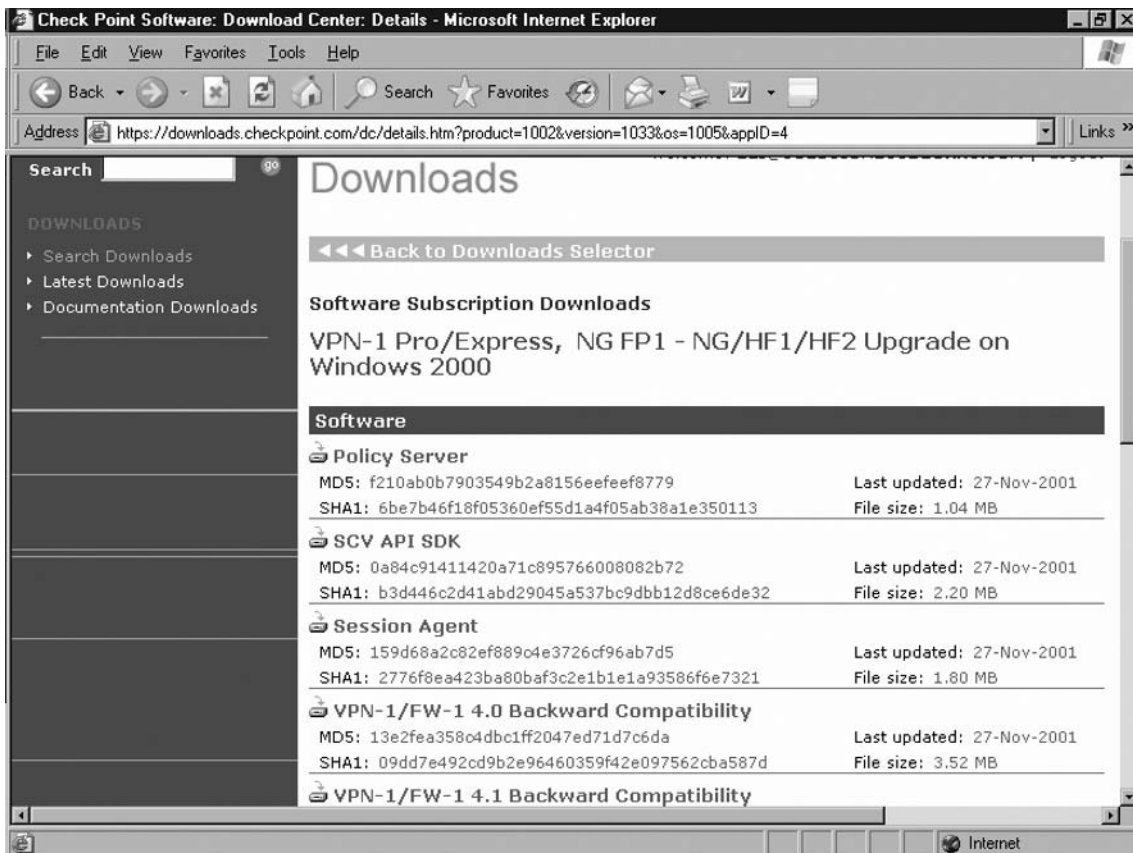 Check Point Software: Download Center: Details - Microsoft Internet Explorer
File Edit View Favorites Tools Help
Back Search Favorites
Address https://downloads.checkpoint.com/dc/details.htm?product=1002&version=1033&os=1005&appID=4 Links »
Search go
DOWNLOADS
Search Downloads
Latest Downloads
Documentation Downloads
Downloads
◄◄◄ Back to Downloads Selector
Software Subscription Downloads
VPN-1 Pro/Express, NG FP1 - NG/HF1/HF2 Upgrade on
Windows 2000
Software
Policy Server
MD5: f210ab0b7903549b2a8156eefeef8779 Last updated: 27-Nov-2001
SHA1: 6be7b46f18f05360ef55d1a4f05ab38a1e350113 File size: 1.04 MB
SCV API SDK
MD5: 0a84c91411420a71c895766008082b72 Last updated: 27-Nov-2001
SHA1: b3d446c2d41abd29045a537bc9dbb12d8ce6de32 File size: 2.20 MB
Session Agent
MD5: 159d68a2c82ef889c4e3726cf96ab7d5 Last updated: 27-Nov-2001
SHA1: 2776f8ea423ba80baf3c2e1b1e1a93586f6e7321 File size: 1.80 MB
VPN-1/FW-1 4.0 Backward Compatibility
MD5: 13e2fea358c4dbc1ff2047ed71d7c6da Last updated: 27-Nov-2001
SHA1: 09dd7e492cd9b2e96460359f42e097562cba587d File size: 3.52 MB
VPN-1/FW-1 4.1 Backward Compatibility
Internet